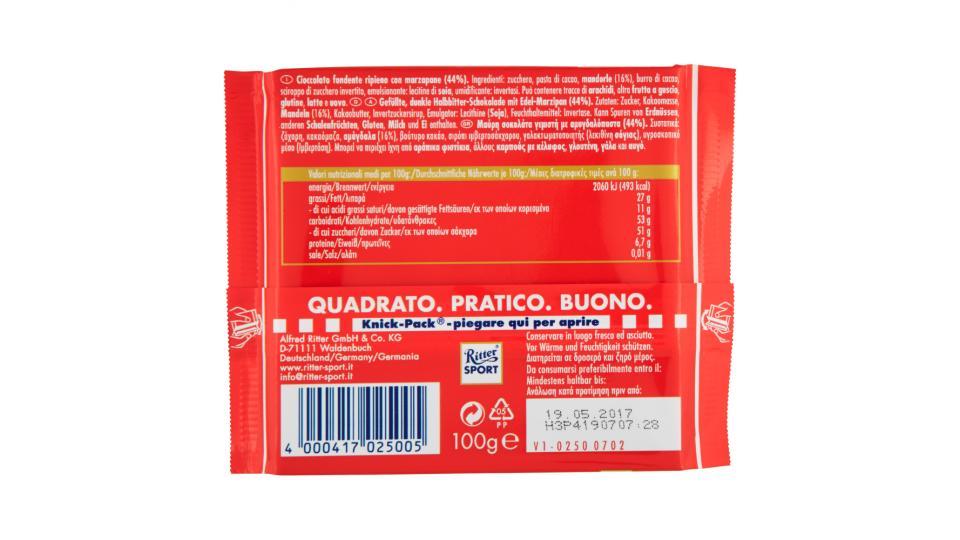 I Cioccolato fondente ripieno con marzapane (44%). Ingredienti: zucchero, pasta di cacao, mandorle (16%), burro di cacao,
sciroppo di zucchero invertito, emulsionante: lecitina di soia, umidificante: invertasi. Può contenere tracce di arachidi, altra frutta a guscio,
glutine, latte e uovo. D A Gefüllte, dunkle Halbbitter-Schokolade mit Edel-Marzipan (44%). Zutaten: Zucker, Kakaomasse,
Mandeln (16%), Kakaobutter, Invertzuckersirup, Emulgator: Lecithine (Soja), Feuchthaltemittel: Invertase. Kann Spuren von Erdnüssen,
anderen Schalenfrüchten, Gluten, Milch und Ei enthalten. GR Μαύρη σοκολάτα γεμιστή με αμυγδαλόπαστα (44%). Συστατικά:
ζάχαρη, κακαόμαζα, αμύγδαλα (16%), βούτυρο κακάο, σιρόπι ιμβερτοσάκχαρου, γαλακτωματοποιητής (λεκιθίνη σόγιας), υγροσκοπικό
μέσο (Ιμβερτάση). Μπορεί να περιέχει ίχνη από αράπικα φιστίκια, άλλους καρπούς με κέλυφος, γλουτένη, γάλα και αυγό.
Valori nutrizionali medi per 100g:/Durchschnittliche Nährwerte je 100g:/Μέσες διατροφικές τιμές ανά 100 g:
energia/Brennwert/ενέργεια 2060 kJ (493 kcal)
grassi/Fett/λιπαρά 27 g
- di cui acidi grassi saturi/davon gesättigte Fettsäuren/εκ των οποίων κορεσμένα 11 g
carboidrati/Kohlenhydrate/υδατάνθρακες 53 g
- di cui zuccheri/davon Zucker/εκ των οποίων σάκχαρα 51 g
proteine/Eiweiß/πρωτεΐνες 6,7 g
sale/Salz/αλάτι 0,01 g
QUADRATO. PRATICO. BUONO.
Knick-Pack® - piegare qui per aprire
Alfred Ritter GmbH & Co. KG
D-71111 Waldenbuch
Deutschland/Germany/Germania
www.ritter-sport.it
info@ritter-sport.it
Ritter
SPORT
Conservare in luogo fresco ed asciutto.
Vor Wärme und Feuchtigkeit schützen.
Διατηρείται σε δροσερό και ξηρό μέρος.
Da consumarsi preferibilmente entro il:
Mindestens haltbar bis:
Ανάλωση κατά προτίμηση πριν από:
4 000417 025005
05
PP
100g e
19.05.2017
H3P4190707:28
V1-0250 0702